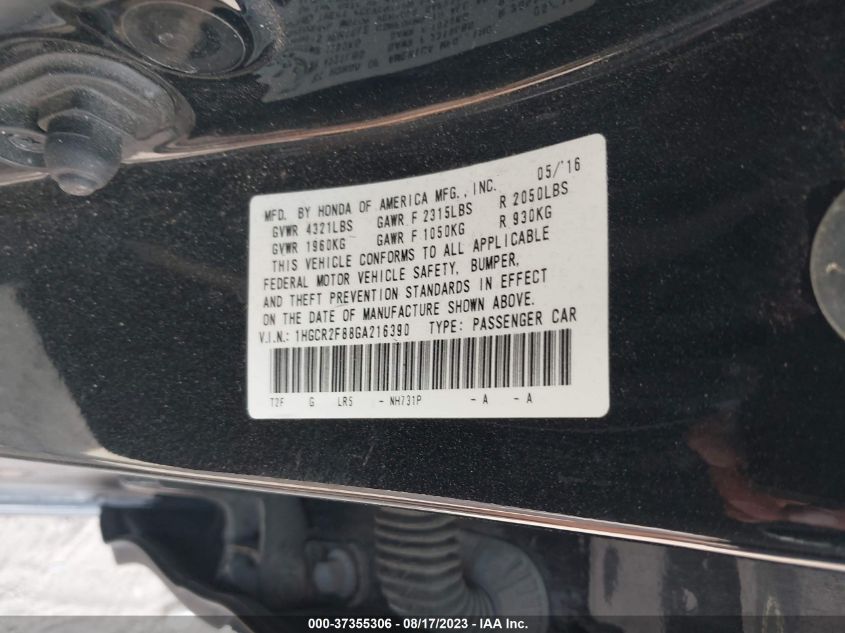 05/'16
MFD. BY HONDA OF AMERICA MFG., INC.
GVWR 4321LBS GAWR F 2315LBS R 2050LBS
GVWR 1960KG GAWR F 1050KG R 930KG
THIS VEHICLE CONFORMS TO ALL APPLICABLE
FEDERAL MOTOR VEHICLE SAFETY, BUMPER,
AND THEFT PREVENTION STANDARDS IN EFFECT
ON THE DATE OF MANUFACTURE SHOWN ABOVE.
V.I.N.: 1HGCR2F88GA216390 TYPE: PASSENGER CAR
T2F G LR5 - NH731P - A - A
000-37355306 / 08/17/2023 - IAA Inc.